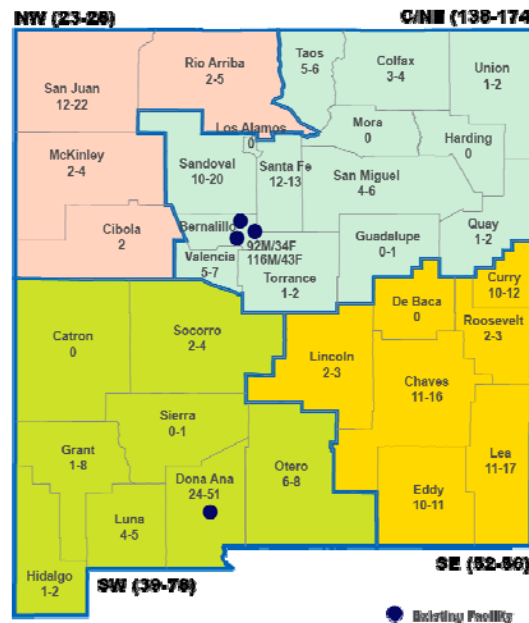 NW (23-28)
C/NE (138-174)
Taos
5-6
Colfax
3-4
Union
1-2
Rio Arriba
2-5
San Juan
12-22
Los Alamos
0
Mora
0
Harding
0
McKinley
2-4
Sandoval
10-20
Santa Fe
12-13
San Miguel
4-6
Cibola
2
Bernalillo
92M/34F
116M/43F
Guadalupe
0-1
Quay
1-2
Valencia
5-7
Torrance
1-2
Curry
10-12
De Baca
0
Roosevelt
2-3
Catron
0
Socorro
2-4
Lincoln
2-3
Chaves
11-16
Sierra
0-1
Grant
1-8
Dona Ana
24-51
Otero
6-8
Lea
11-17
Luna
4-5
Eddy
10-11
Hidalgo
1-2
SW (39-78)
SE (52-56)
Existing Facility